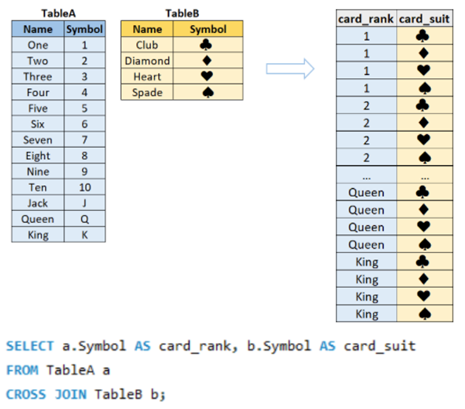 TableA
Name Symbol
One 1
Two 2
Three 3
Four 4
Five 5
Six 6
Seven 7
Eight 8
Nine 9
Ten 10
Jack J
Queen Q
King K
TableB
Name Symbol
Club ♣
Diamond ♦
Heart ♥
Spade ♠
card_rank card_suit
1 ♣
1 ♦
1 ♥
1 ♠
2 ♣
2 ♦
2 ♥
2 ♠
... ...
Queen ♣
Queen ♦
Queen ♥
Queen ♠
King ♣
King ♦
King ♥
King ♠
SELECT a.Symbol AS card_rank, b.Symbol AS card_suit
FROM TableA a
CROSS JOIN TableB b;